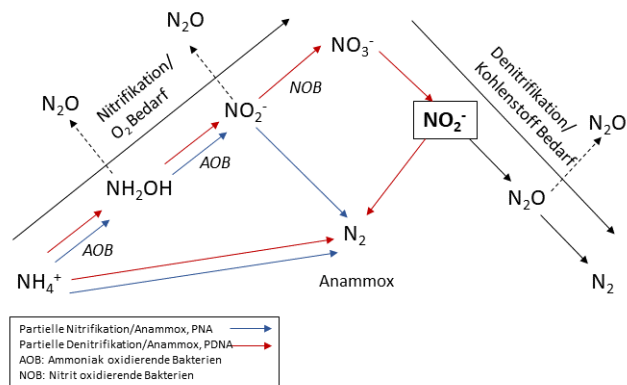 N₂O
NO₃⁻
Nitrifikation/
O₂ Bedarf
Denitrifikation/
Kohlenstoff Bedarf
N₂O
NOB
NO₂⁻
NO₂⁻
N₂O
AOB
NH₂OH
N₂O
AOB
N₂
NH₄⁺
Anammox
N₂
Partielle Nitrifikation/Anammox, PNA
Partielle Denitrifikation/Anammox, PDNA
AOB: Ammoniak oxidierende Bakterien
NOB: Nitrit oxidierende Bakterien